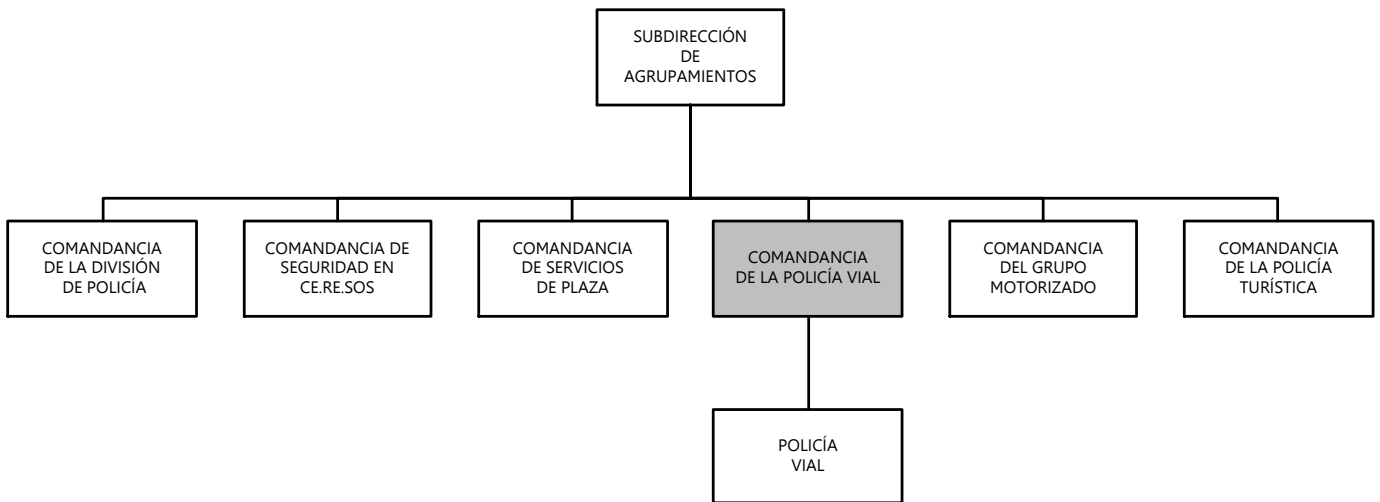 SUBDIRECCIÓN
DE
AGRUPAMIENTOS
COMANDANCIA
DE LA DIVISIÓN
DE POLICÍA
COMANDANCIA DE
SEGURIDAD EN
CE.RE.SOS
COMANDANCIA
DE SERVICIOS
DE PLAZA
COMANDANCIA
DE LA POLICÍA VIAL
COMANDANCIA
DEL GRUPO
MOTORIZADO
COMANDANCIA
DE LA POLICÍA
TURÍSTICA
POLICÍA
VIAL